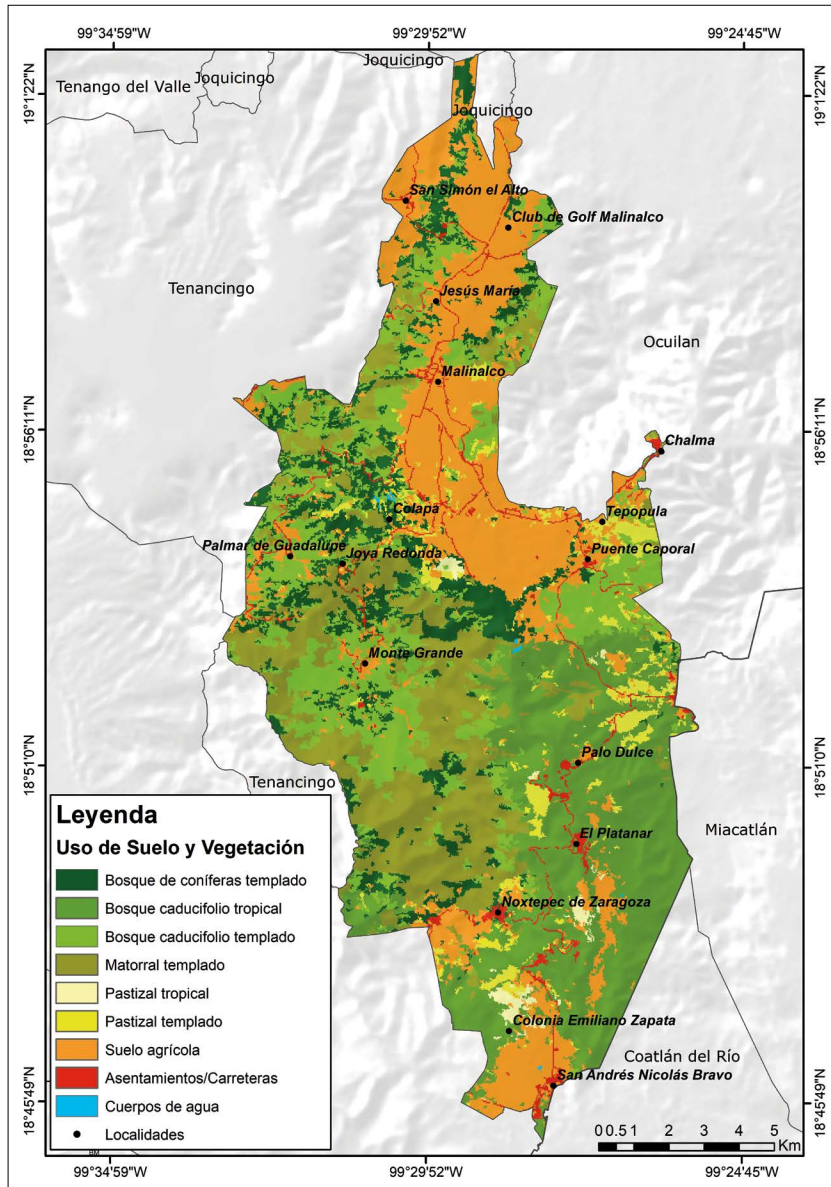 99°34'59"W
99°29'52"W
99°24'45"W
19°1'22"N
19°1'22"N
Tenango del Valle
Joquicingo
Joquicingo
Joquicingo
San Simón el Alto
Club de Golf Malinalco
Tenancingo
Jesús María
Ocuilan
Malinalco
18°56'11"N
18°56'11"N
Chalma
Colapa
Tepopula
Palmar de Guadalupe
Joya Redonda
Puente Caporal
Monte Grande
18°51'0"N
18°51'0"N
Palo Dulce
Tenancingo
Miacatlán
El Platanar
Noxtepec de Zaragoza
Colonia Emiliano Zapata
Coatlán del Río
San Andrés Nicolás Bravo
18°45'49"N
18°45'49"N
Leyenda
Uso de Suelo y Vegetación
Bosque de coníferas templado
Bosque caducifolio tropical
Bosque caducifolio templado
Matorral templado
Pastizal tropical
Pastizal templado
Suelo agrícola
Asentamientos/Carreteras
Cuerpos de agua
Localidades
BM
0 0.5 1 2 3 4 5
Km
99°34'59"W
99°29'52"W
99°24'45"W